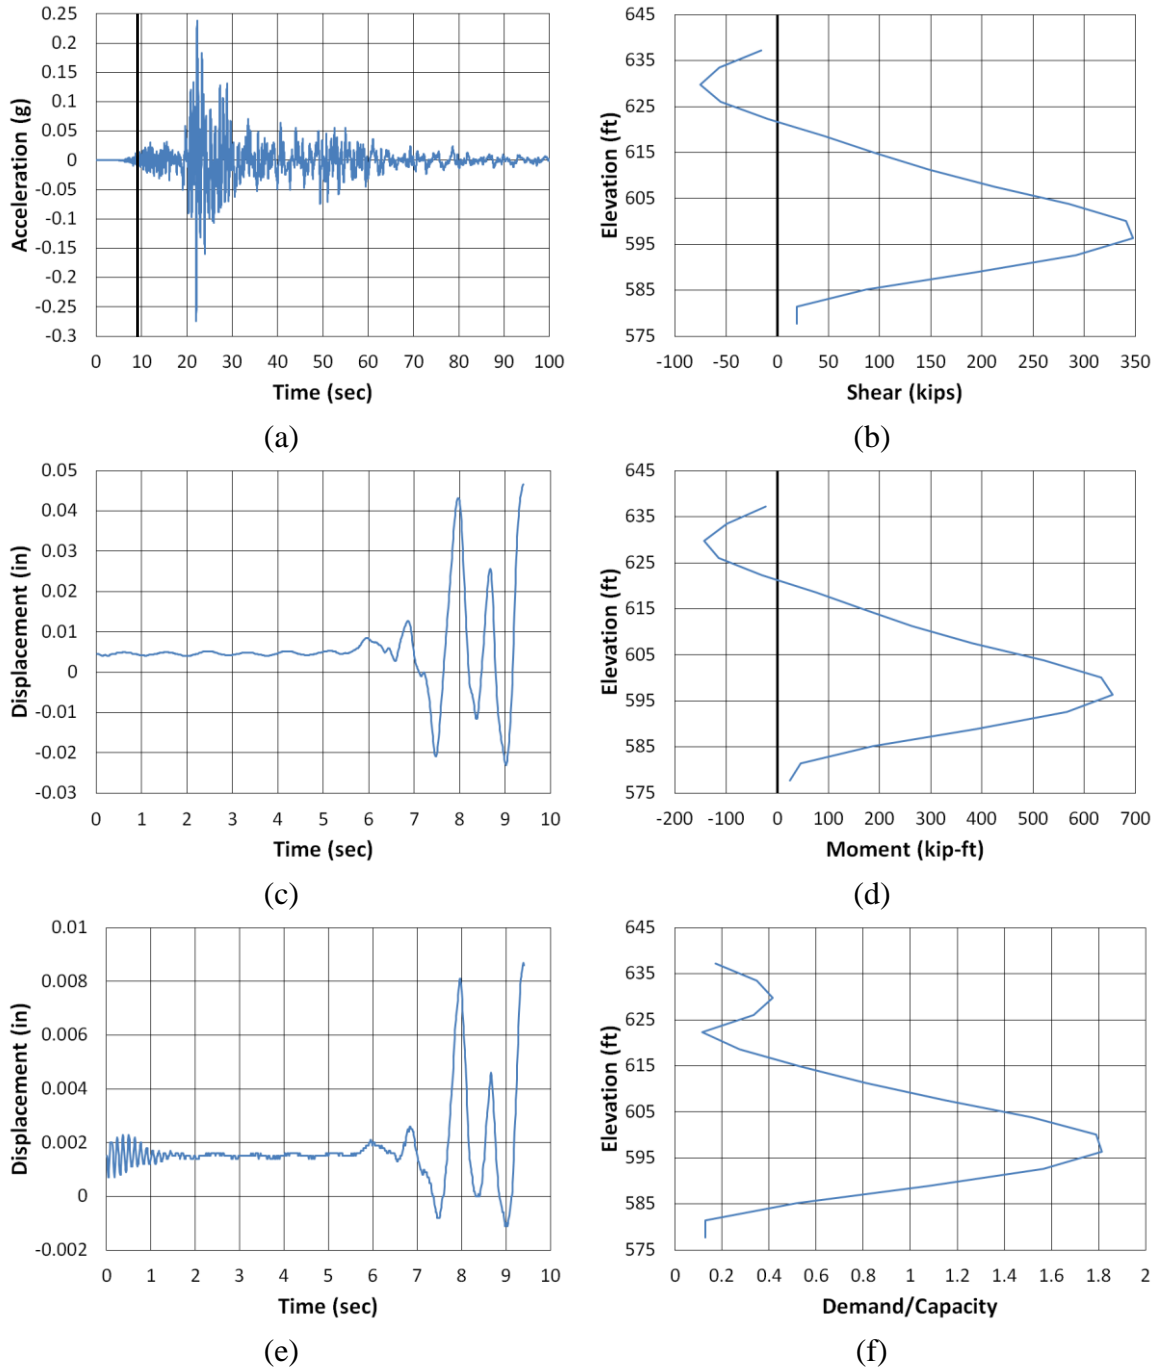 0.25
0.2
0.15
0.1
0.05
0
-0.05
-0.1
-0.15
-0.2
-0.25
-0.3
Acceleration (g)
0 10 20 30 40 50 60 70 80 90 100
Time (sec)
(a)
645
635
625
615
605
595
585
575
Elevation (ft)
-100 -50 0 50 100 150 200 250 300 350
Shear (kips)
(b)
0.05
0.04
0.03
0.02
0.01
0
-0.01
-0.02
-0.03
Displacement (in)
0 1 2 3 4 5 6 7 8 9 10
Time (sec)
(c)
645
635
625
615
605
595
585
575
Elevation (ft)
-200 -100 0 100 200 300 400 500 600 700
Moment (kip-ft)
(d)
0.01
0.008
0.006
0.004
0.002
0
-0.002
Displacement (in)
0 1 2 3 4 5 6 7 8 9 10
Time (sec)
(e)
645
635
625
615
605
595
585
575
Elevation (ft)
0 0.2 0.4 0.6 0.8 1 1.2 1.4 1.6 1.8 2
Demand/Capacity
(f)